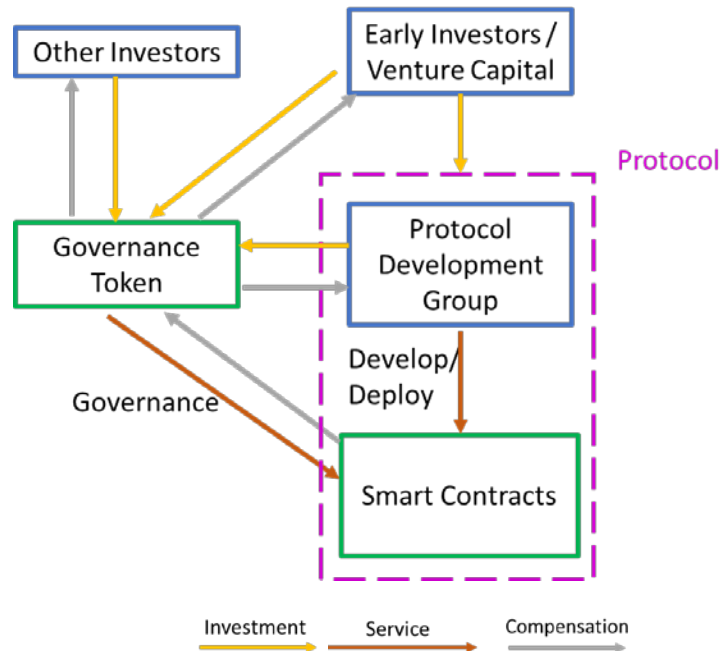 Other Investors
Early Investors /
Venture Capital
Protocol
Governance
Token
Protocol
Development
Group
Develop/
Deploy
Governance
Smart Contracts
Investment
Service
Compensation